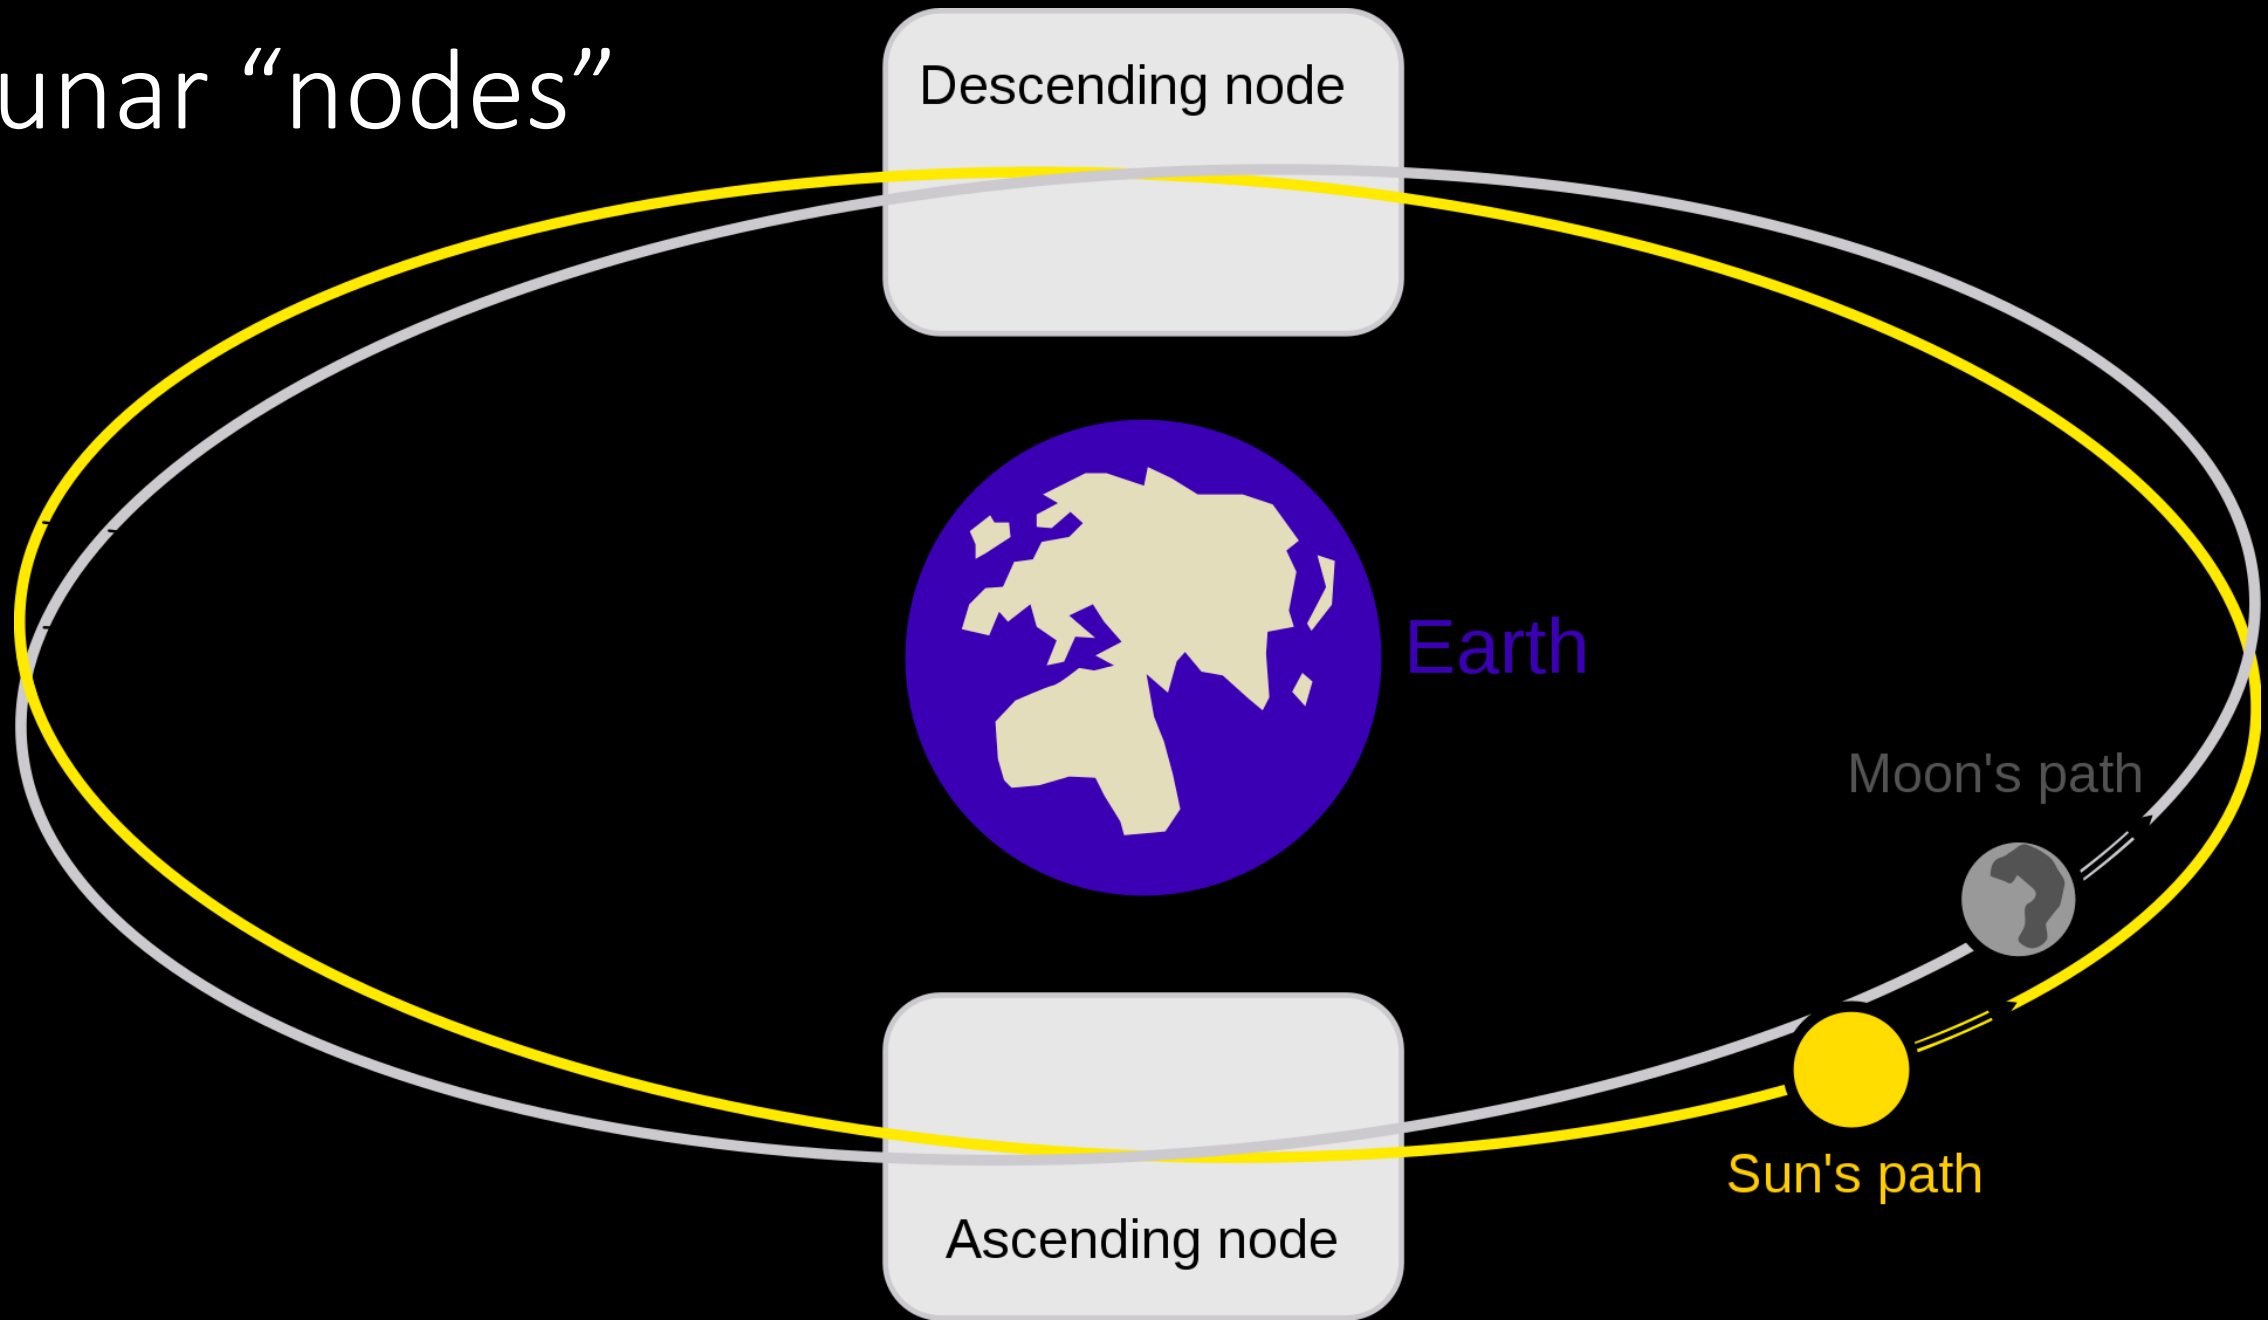 unar “nodes”
Descending node
Earth
Moon's path
Sun's path
Ascending node